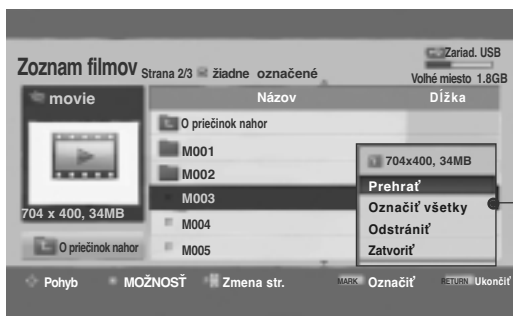 Zariad. USB
Zoznam filmov Strana 2/3 žiadne označené
Volhé miesto 1.8GB
movie
Názov
Dĺžka
O priečinok nahor
M001
M002
M003
M004
M005
704 x 400, 34MB
O priečinok nahor
704x400, 34MB
Prehrať
Označiť všetky
Odstrániť
Zatvoriť
Pohyb MOŽNOSŤ Zmena str. MARK Označiť RETURN Ukončiť